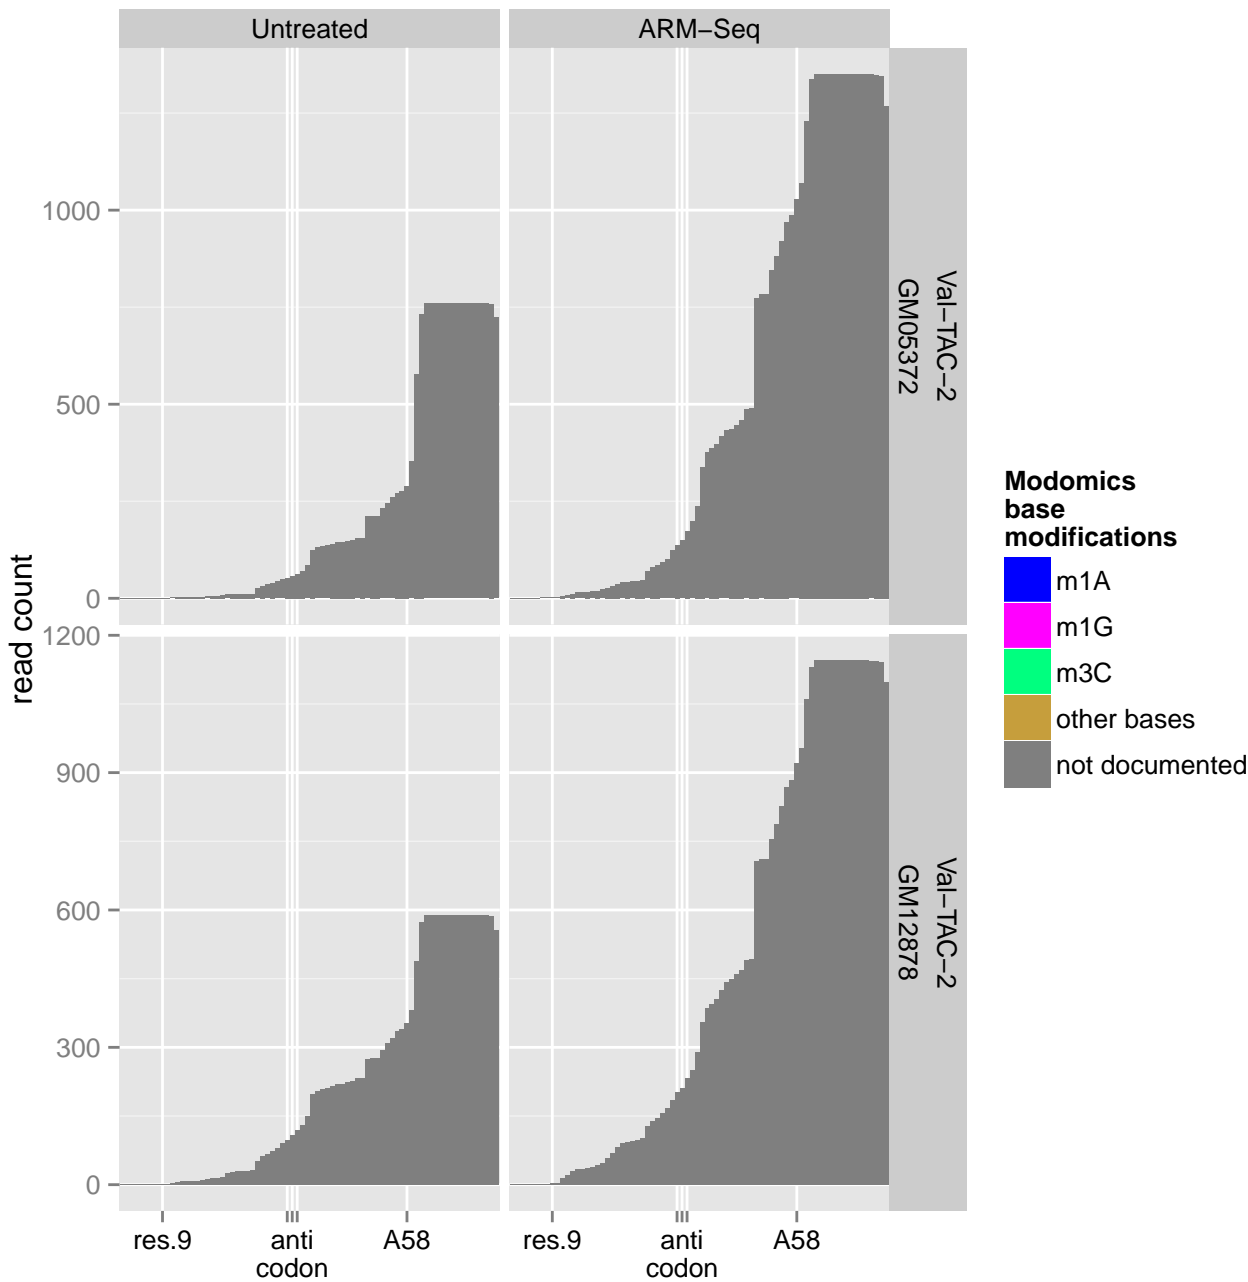 Untreated
ARM−Seq
read count
1000
500
0
Val−TAC−2
GM05372
1200
900
600
300
0
Val−TAC−2
GM12878
res.9
anti
codon
A58
res.9
anti
codon
A58
Modomics
base
modifications
m1A
m1G
m3C
other bases
not documented